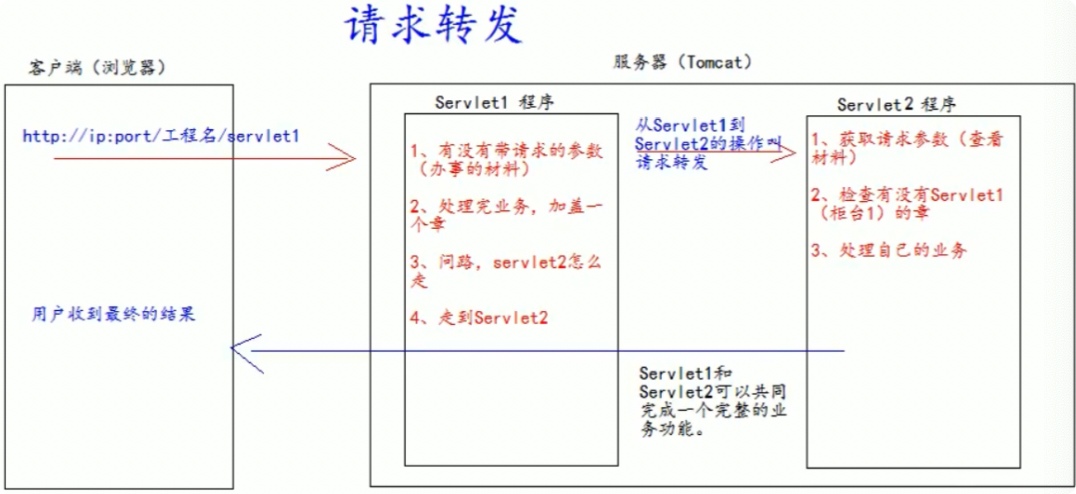 请求转发
客户端（浏览器）
服务器（Tomcat）
http://ip:port/工程名/servlet1
用户收到最终的结果
Servlet1 程序
1、有没有带请求的参数
（办事的材料）
2、处理完业务，加盖一
个章
3、问路，servlet2怎么
走
4、走到Servlet2
从Servlet1到
Servlet2的操作叫
请求转发
Servlet2 程序
1、获取请求参数（查看
材料）
2、检查有没有Servlet1
（柜台1）的章
3、处理自己的业务
Servlet1和
Servlet2可以共同
完成一个完整的业
务功能。